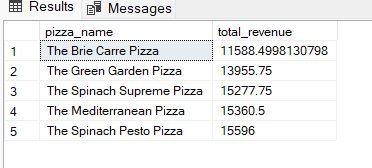 Results Messages
pizza_name total_revenue
1 The Brie Carre Pizza 11588.4998130798
2 The Green Garden Pizza 13955.75
3 The Spinach Supreme Pizza 15277.75
4 The Mediterranean Pizza 15360.5
5 The Spinach Pesto Pizza 15596